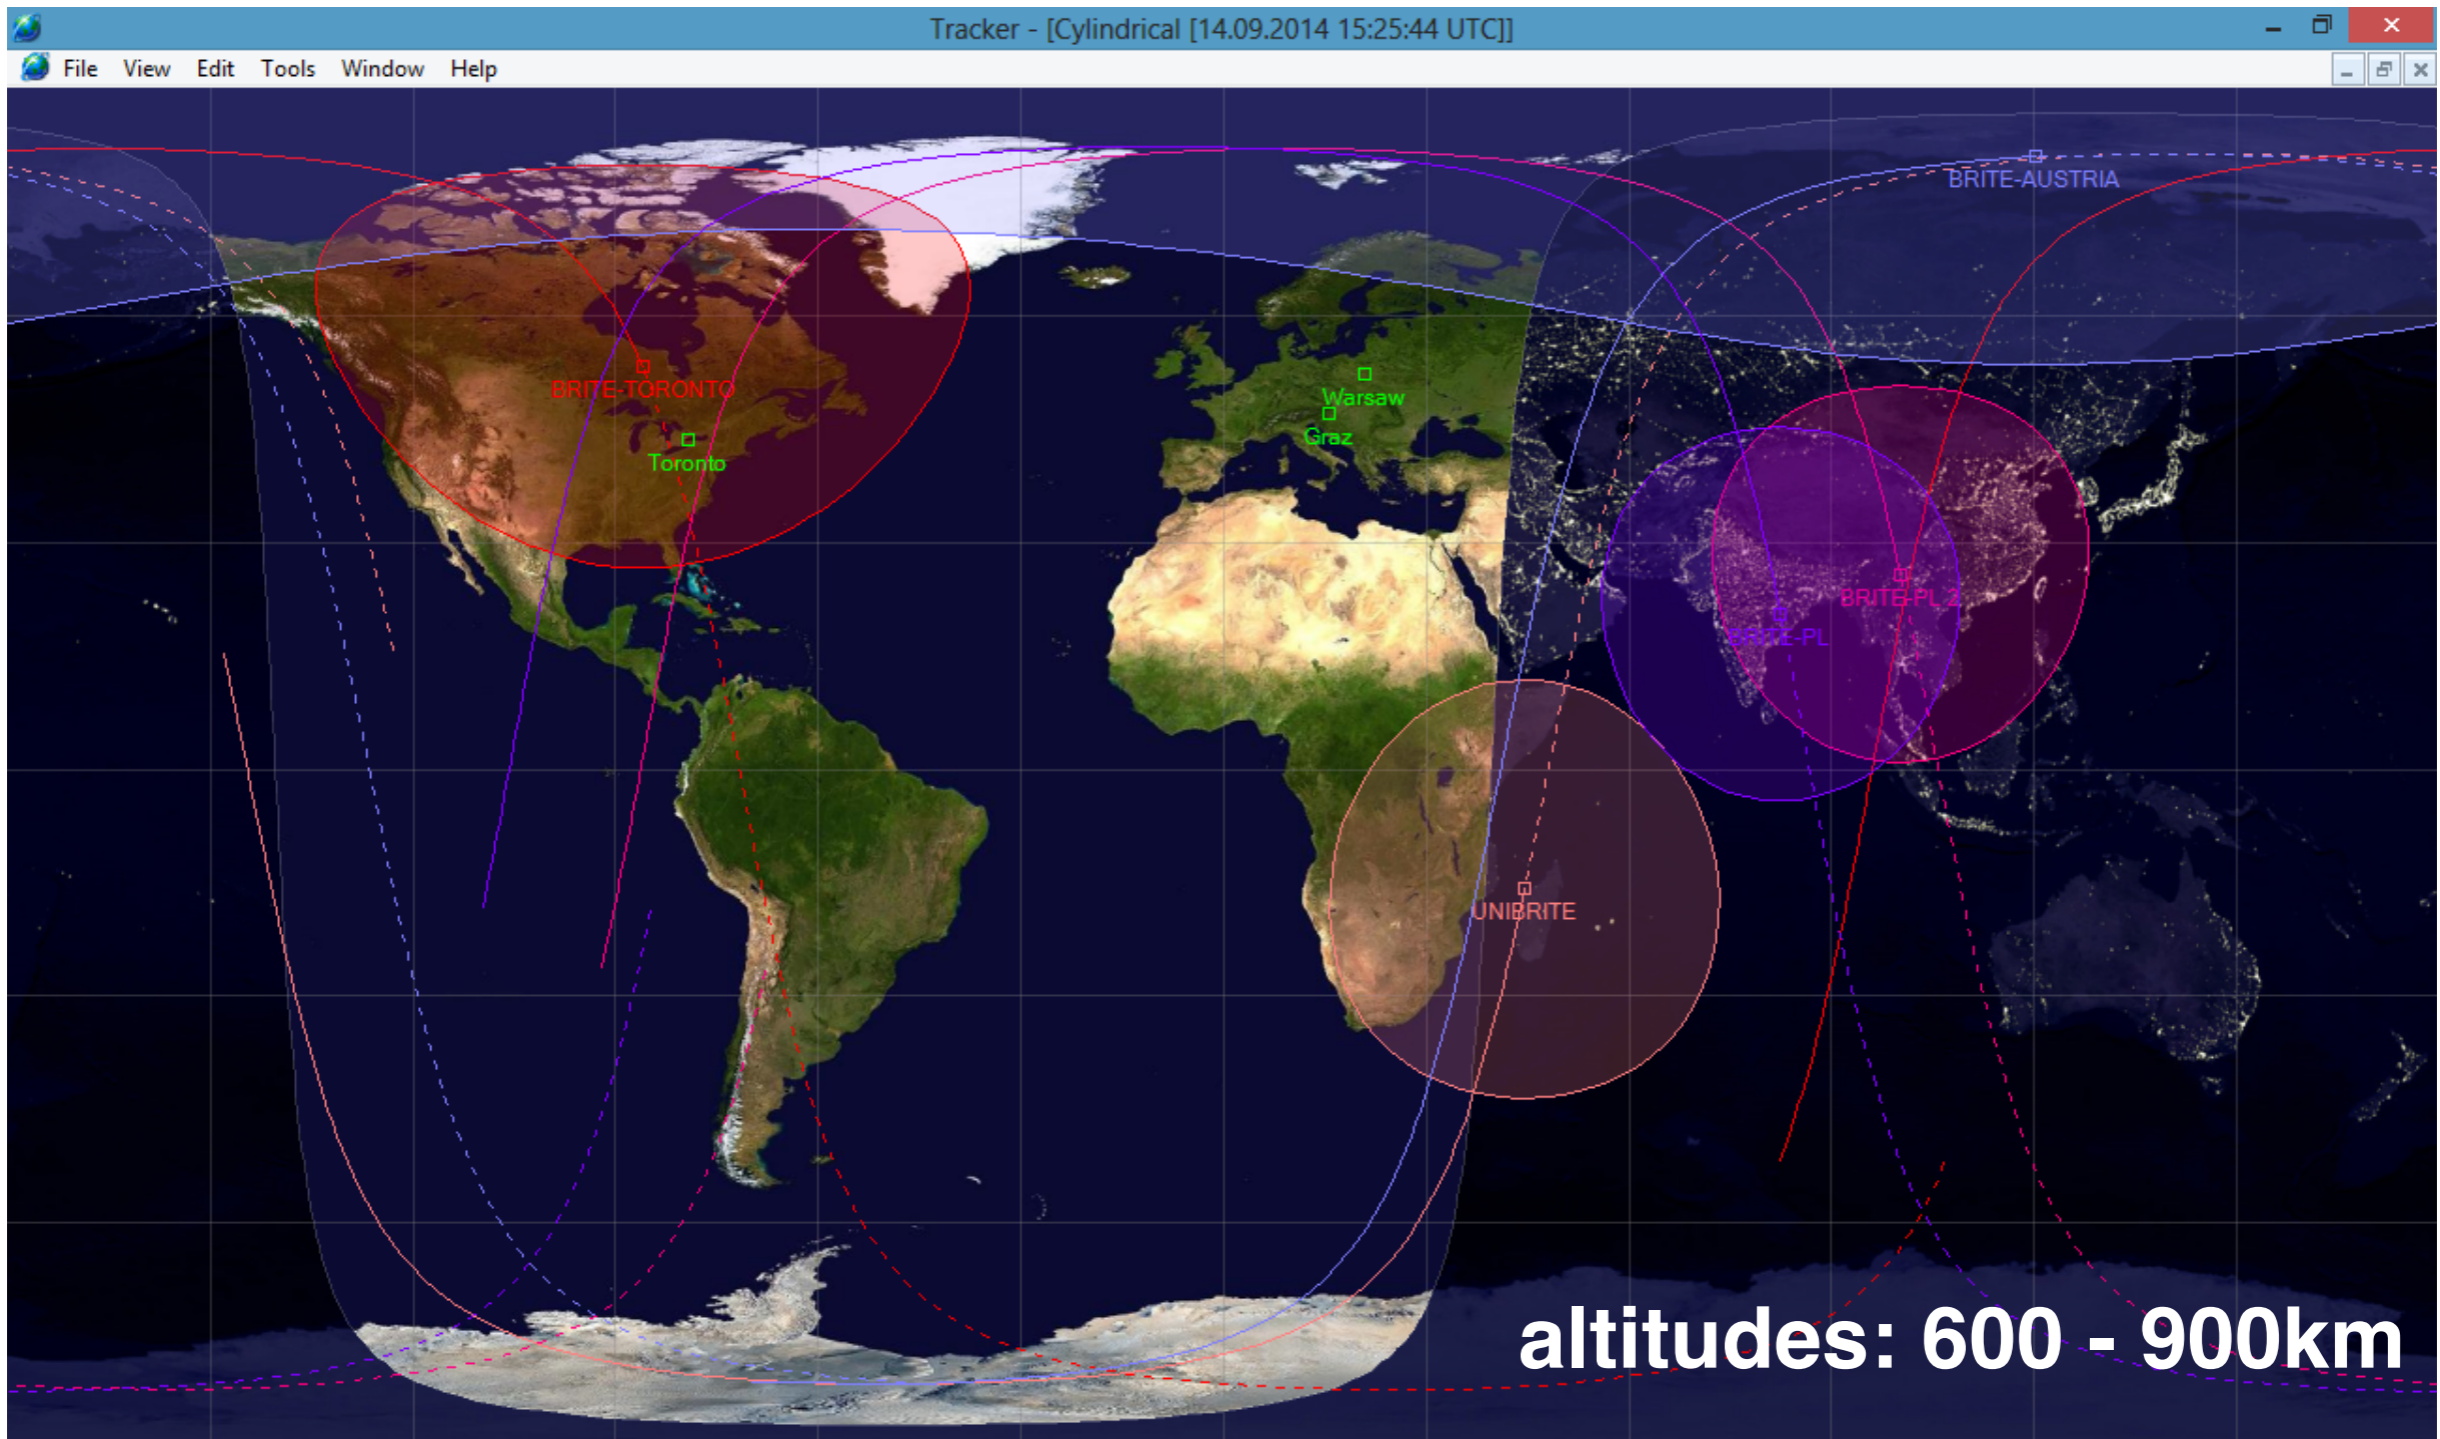 Tracker - [Cylindrical [14.09.2014 15:25:44 UTC]]
File View Edit Tools Window Help
BRITE-AUSTRIA
BRITE-TORONTO
Warsaw
Graz
Toronto
BRITE-PL 2
BRITE-PL
UNIBRITE
altitudes: 600 - 900km